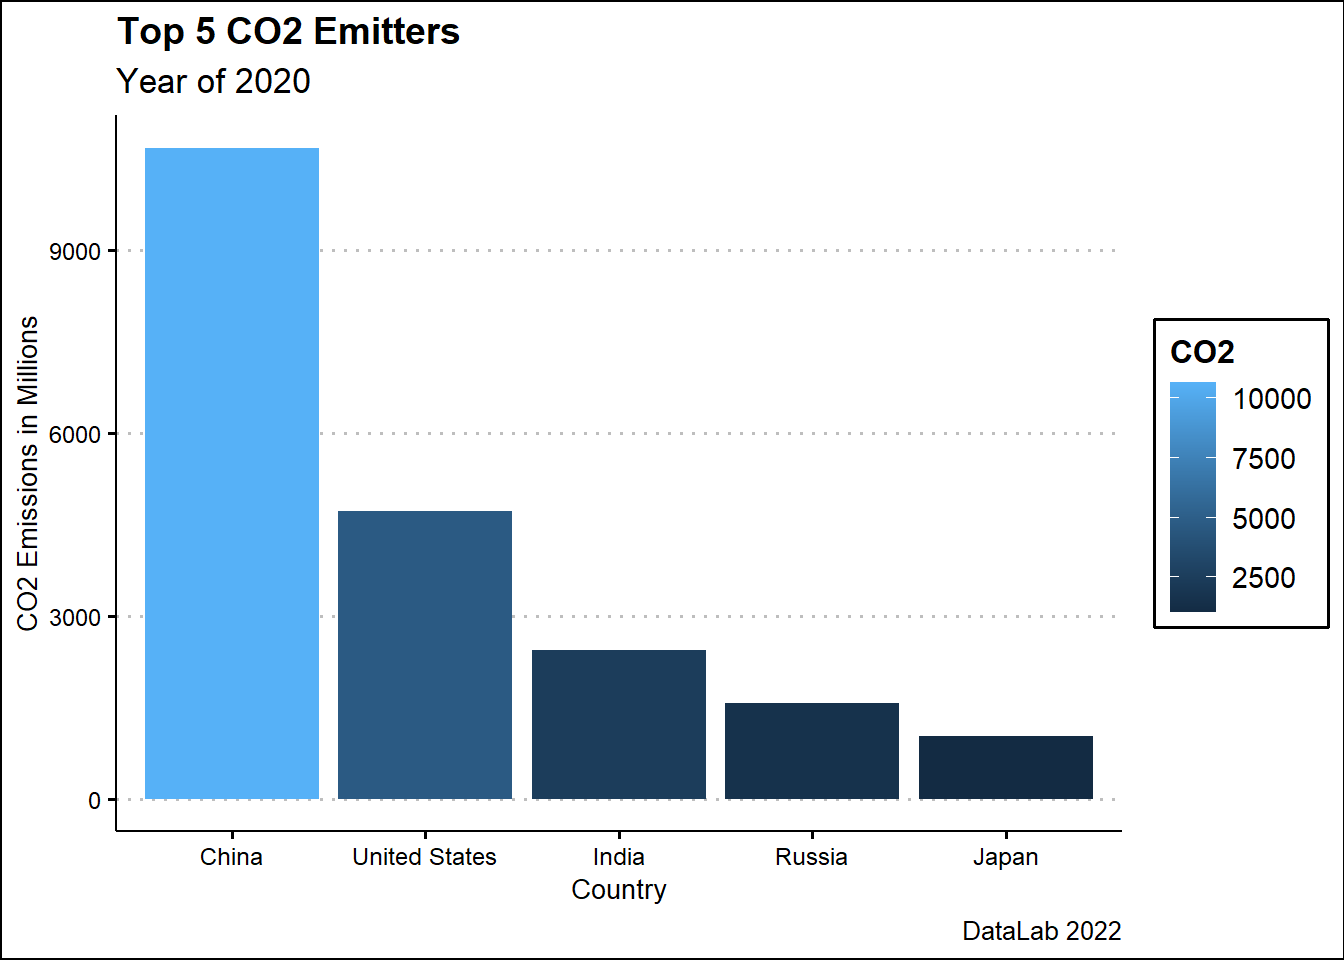 Top 5 CO2 Emitters
Year of 2020
CO2 Emissions in Millions
9000
6000
3000
0
China
United States
India
Russia
Japan
Country
CO2
10000
7500
5000
2500
DataLab 2022